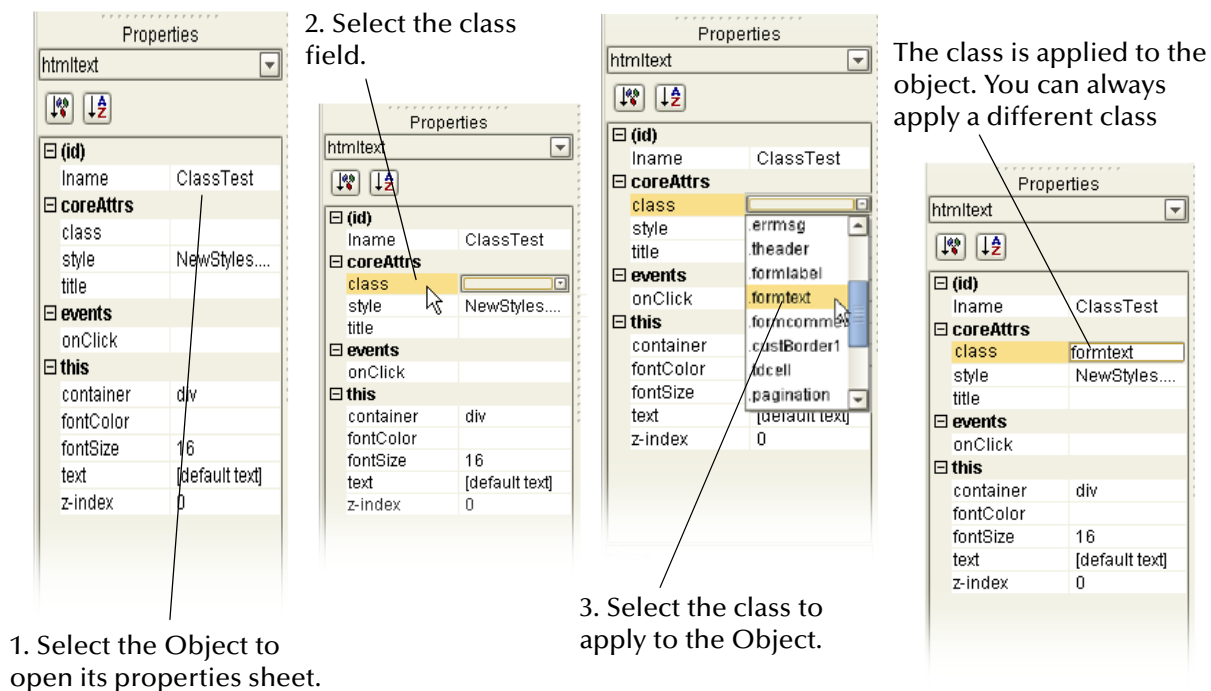 Properties
htmltext
(id)
lname ClassTest
coreAttrs
class
style NewStyles....
title
events
onClick
this
container div
fontColor
fontSize 16
text [default text]
z-index 0
1. Select the Object to
open its properties sheet.
2. Select the class
field.
Properties
htmltext
(id)
lname ClassTest
coreAttrs
class
style NewStyles....
title
events
onClick
this
container div
fontColor
fontSize 16
text [default text]
z-index 0
Properties
htmltext
(id)
lname ClassTest
coreAttrs
class
style .errmsg
title .theader
events .formlabel
onClick .formtext
this
container .custBorder1
fontColor .tdcell
fontSize .pagination
text [default text]
z-index 0
3. Select the class to
apply to the Object.
The class is applied to the
object. You can always
apply a different class
Properties
htmltext
(id)
lname ClassTest
coreAttrs
class formtext
style NewStyles....
title
events
onClick
this
container div
fontColor
fontSize 16
text [default text]
z-index 0